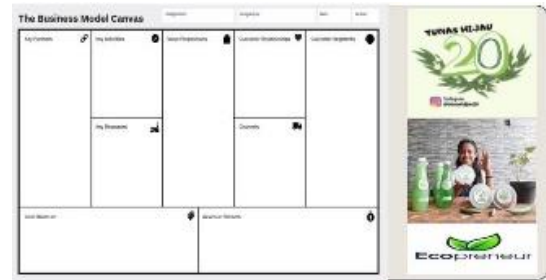 The Business Model Canvas
Key Partners
Key Activities
Value Propositions
Customer Relationships
Customer Segments
Key Resources
Channels
Cost Structure
Revenue Streams
TUNAS HIJAU
20
Instagram
Ecopreneur